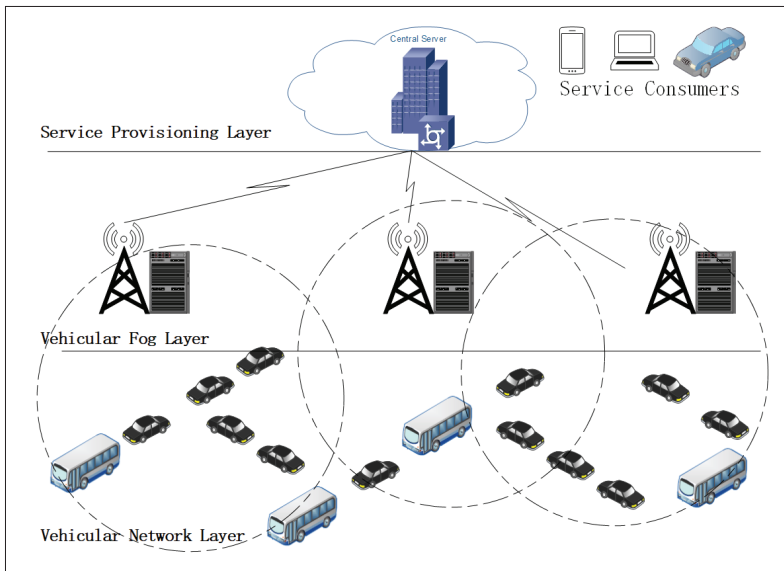 Central Server
Service Consumers
Service Provisioning Layer
Vehicular Fog Layer
Vehicular Network Layer